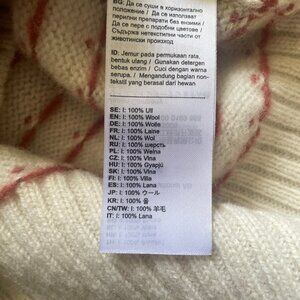 BG: Да се суши в хоризонтално
положение / Да се използват
препарати без ензими /
Да се пере с подобни цветове /
Съдържа нетекстилни части от
животински произход
ID: Jemur pada permukaan rata,
bentuk ulang / Gunakan detergen
bebas enzim / Cuci dengan warna
serupa. / Mengandung bagian non-
tekstil yang berasal dari hewan.
SE: I: 100% Ull
EN: I: 100% Wool
DE: I: 100% Wolle
FR: I: 100% Laine
NL: I: 100% Wol
RU: I: 100% шерсть
PL: I: 100% Wełna
CZ: I: 100% Vlna
HU: I: 100% Gyapjú
SK: I: 100% Vlna
FI: I: 100% Villa
ES: I: 100% Lana
JP: I: 100% ウール
KR: I: 100% 울
CN/TW: I: 100% 羊毛
IT: I: 100% Lana